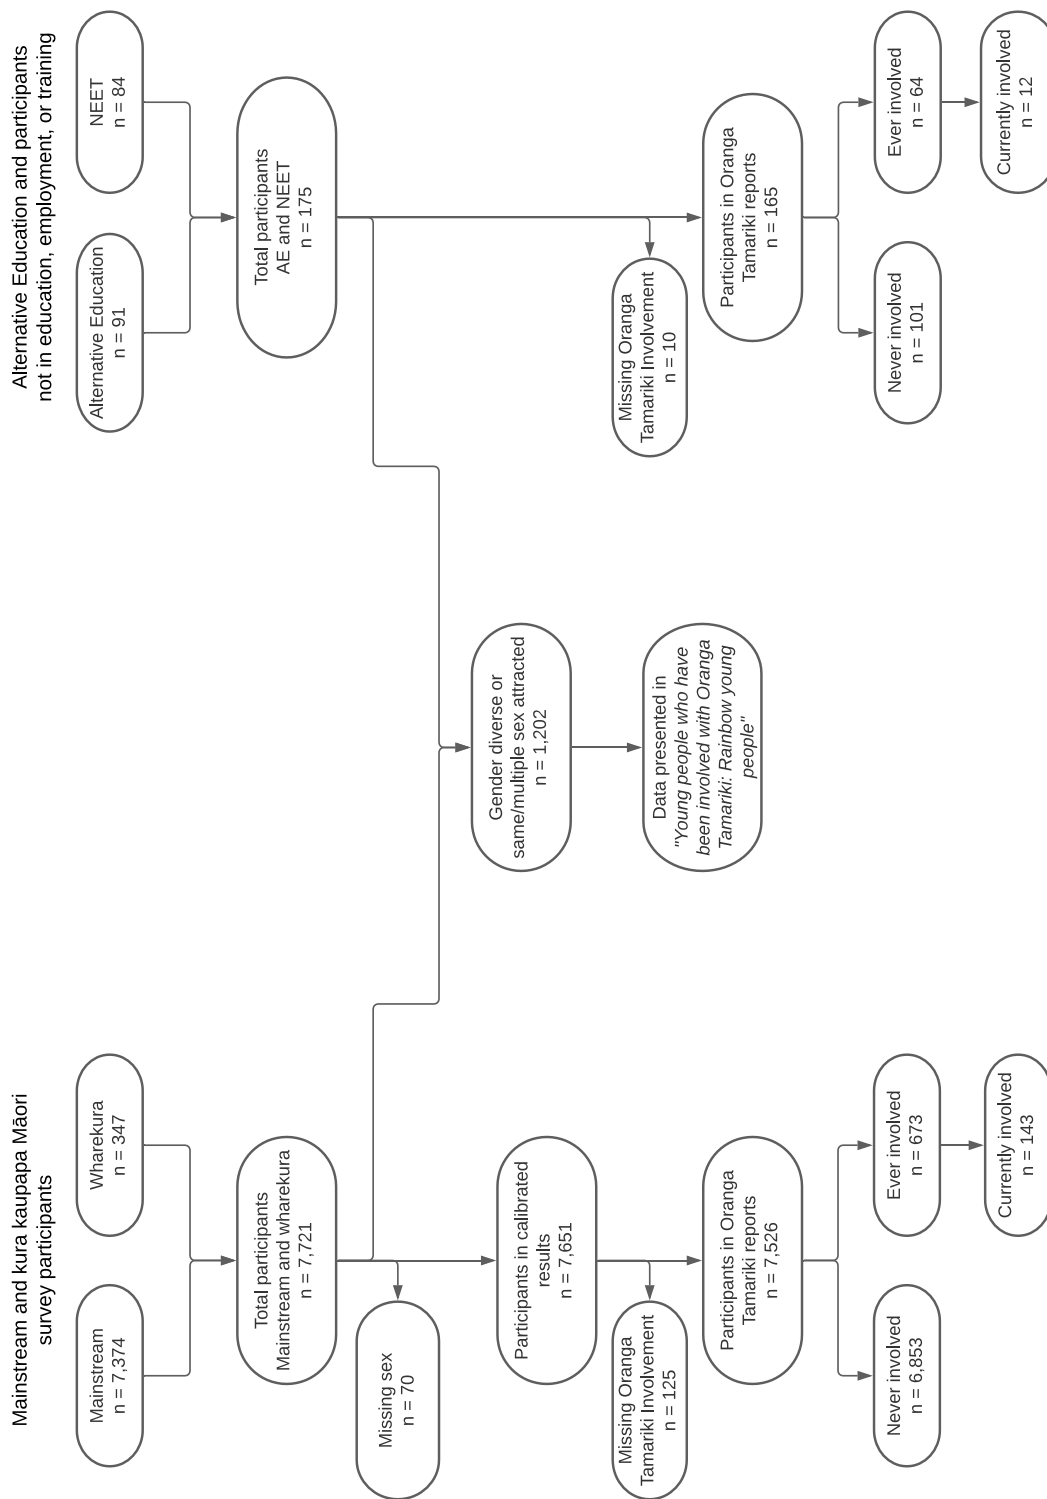 Mainstream and kura kaupapa Māori
survey participants
Mainstream
n = 7,374
Wharekura
n = 347
Total participants
Mainstream and wharekura
n = 7,721
Missing sex
n = 70
Participants in calibrated
results
n = 7,651
Missing Oranga
Tamariki Involvement
n = 125
Participants in Oranga
Tamariki reports
n = 7,526
Never involved
n = 6,853
Ever involved
n = 673
Currently involved
n = 143
Gender diverse or
same/multiple sex attracted
n = 1,202
Data presented in
"Young people who have
been involved with Oranga
Tamariki: Rainbow young
people"
Alternative Education and participants
not in education, employment, or training
Alternative Education
n = 91
NEET
n = 84
Total participants
AE and NEET
n = 175
Missing Oranga
Tamariki Involvement
n = 10
Participants in Oranga
Tamariki reports
n = 165
Never involved
n = 101
Ever involved
n = 64
Currently involved
n = 12